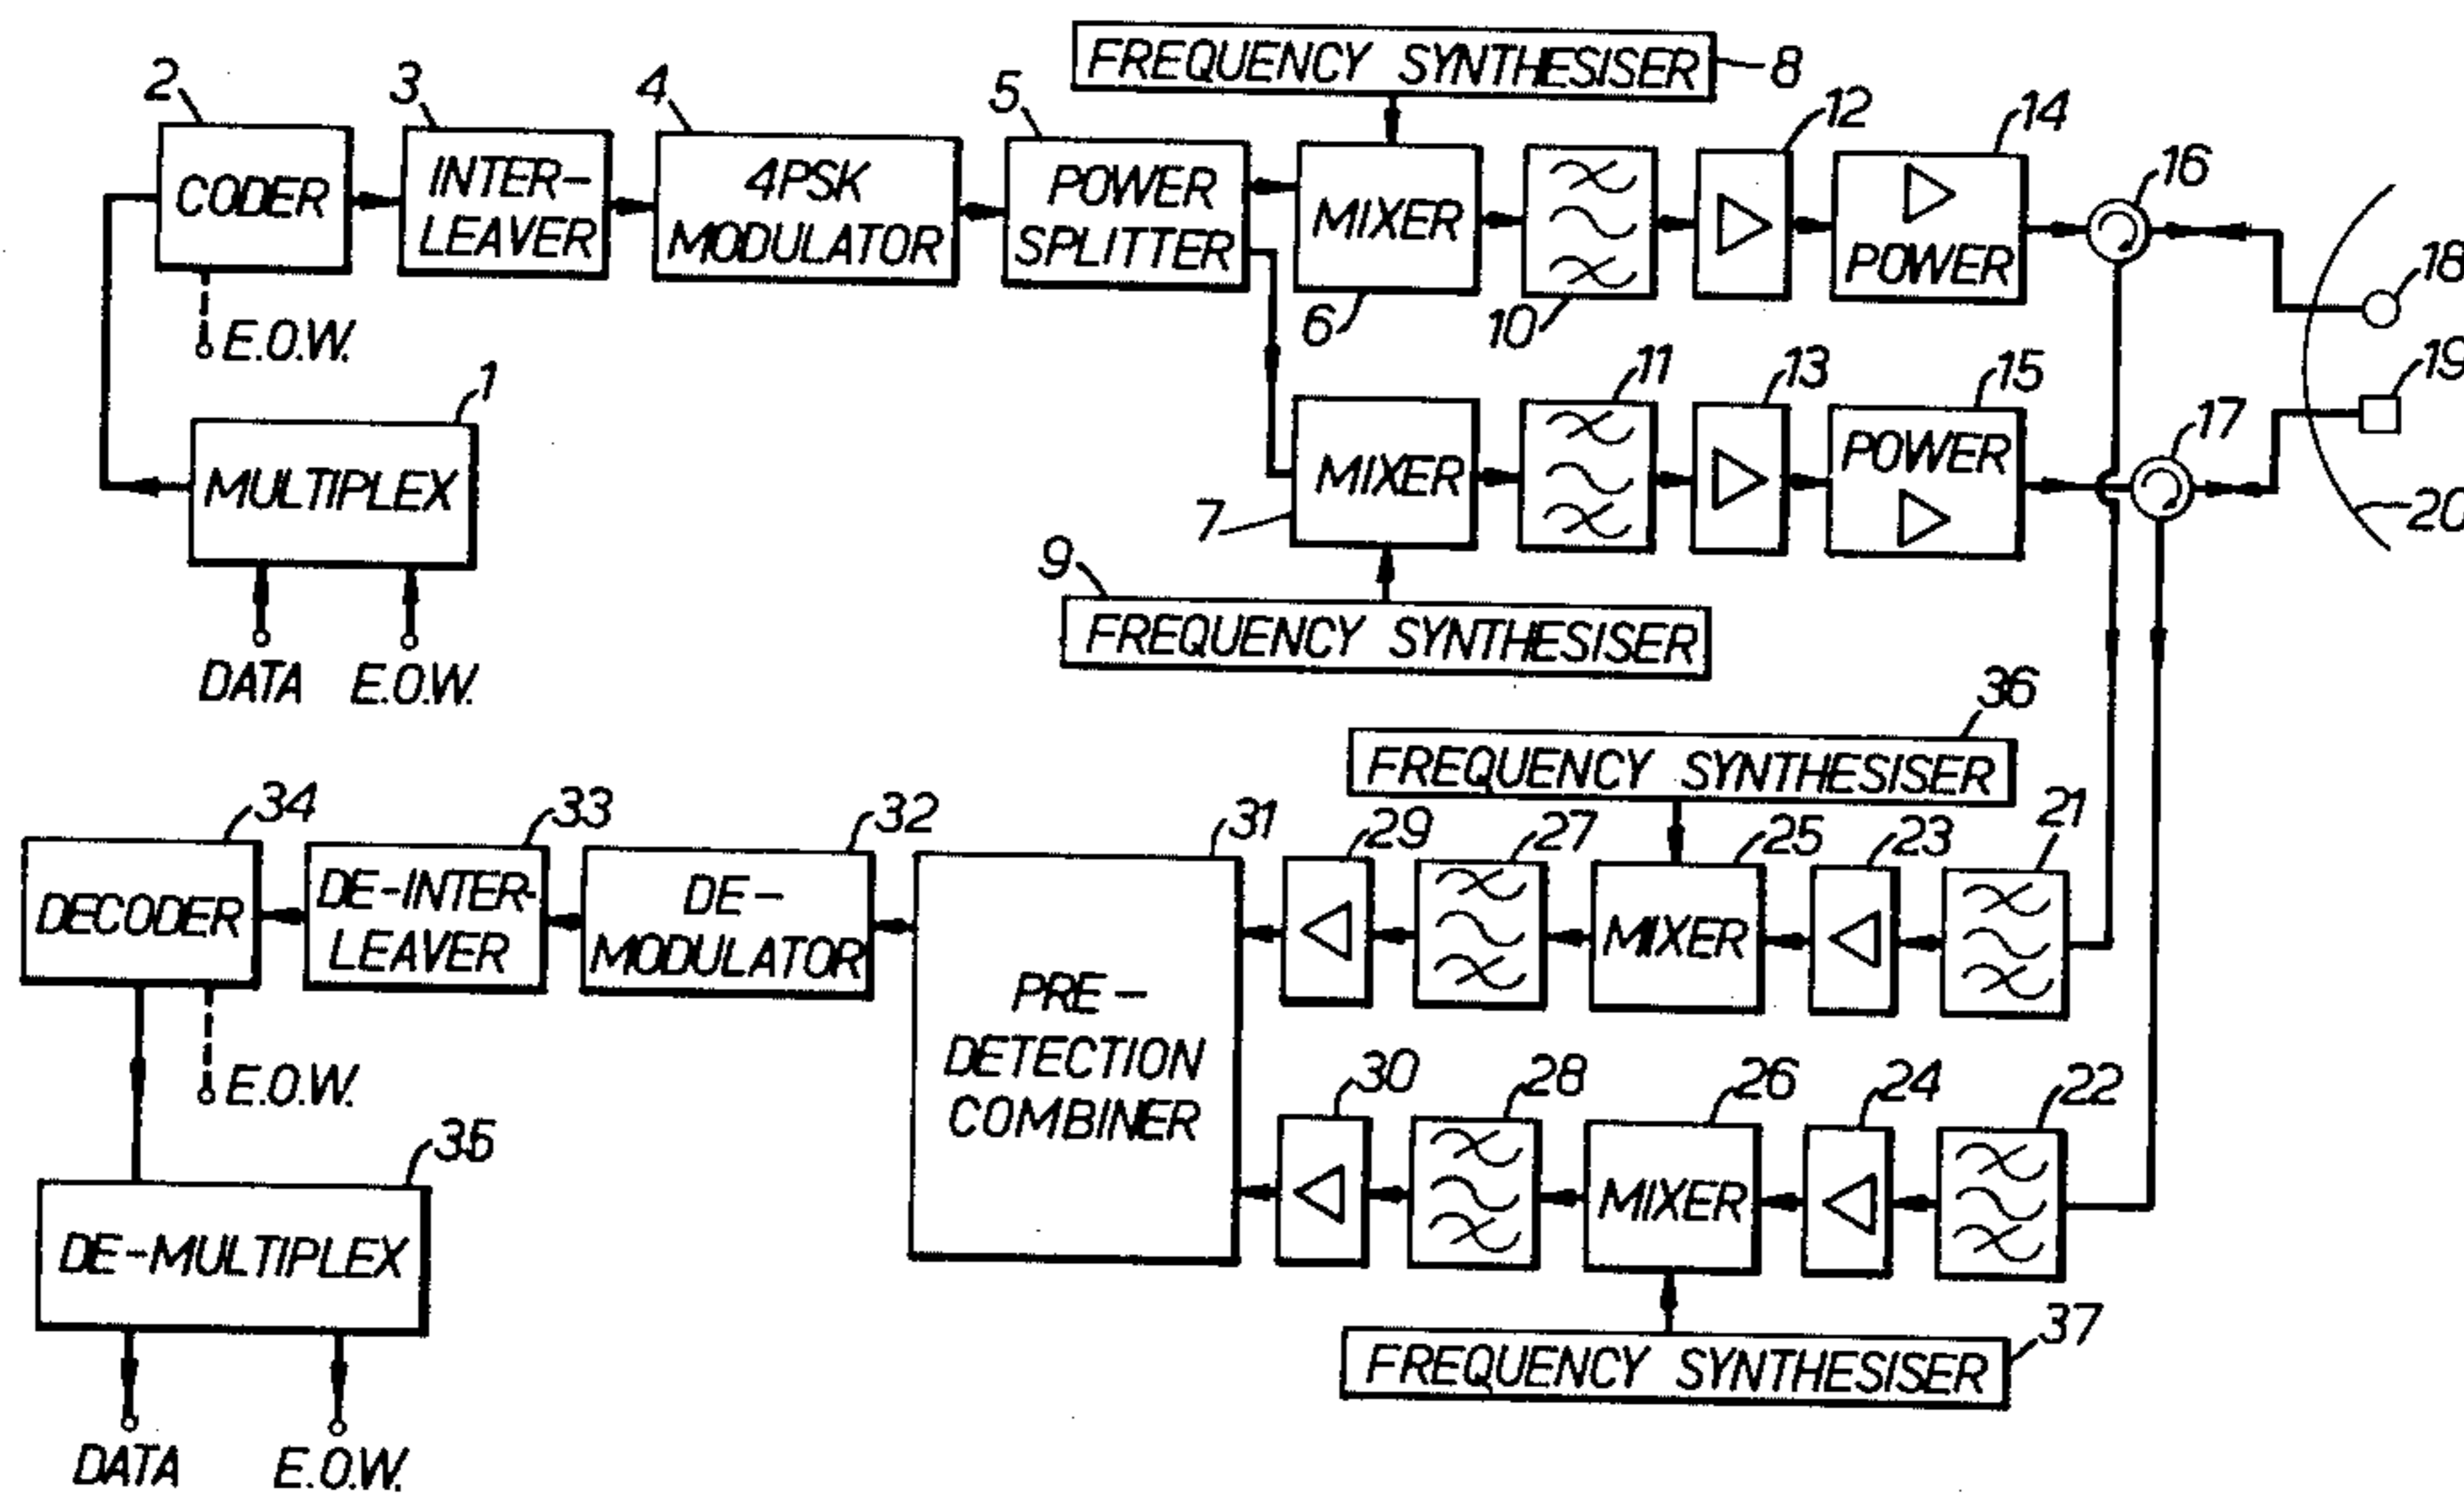 FREQUENCY SYNTHESISER
8
2
3
4
5
12
14
16
CODER
INTER-
LEAVER
4PSK
MODULATOR
POWER
SPLITTER
MIXER
6
10
POWER
18
E.O.W.
1
MULTIPLEX
DATA
E.O.W.
11
13
15
17
19
20
MIXER
7
POWER
9
FREQUENCY SYNTHESISER
36
FREQUENCY SYNTHESISER
34
33
32
31
29
27
25
23
21
DECODER
DE-INTER-
LEAVER
DE-
MODULATOR
PRE-
DETECTION
COMBINER
MIXER
E.O.W.
35
DE-MULTIPLEX
DATA
E.O.W.
30
28
26
24
22
MIXER
37
FREQUENCY SYNTHESISER